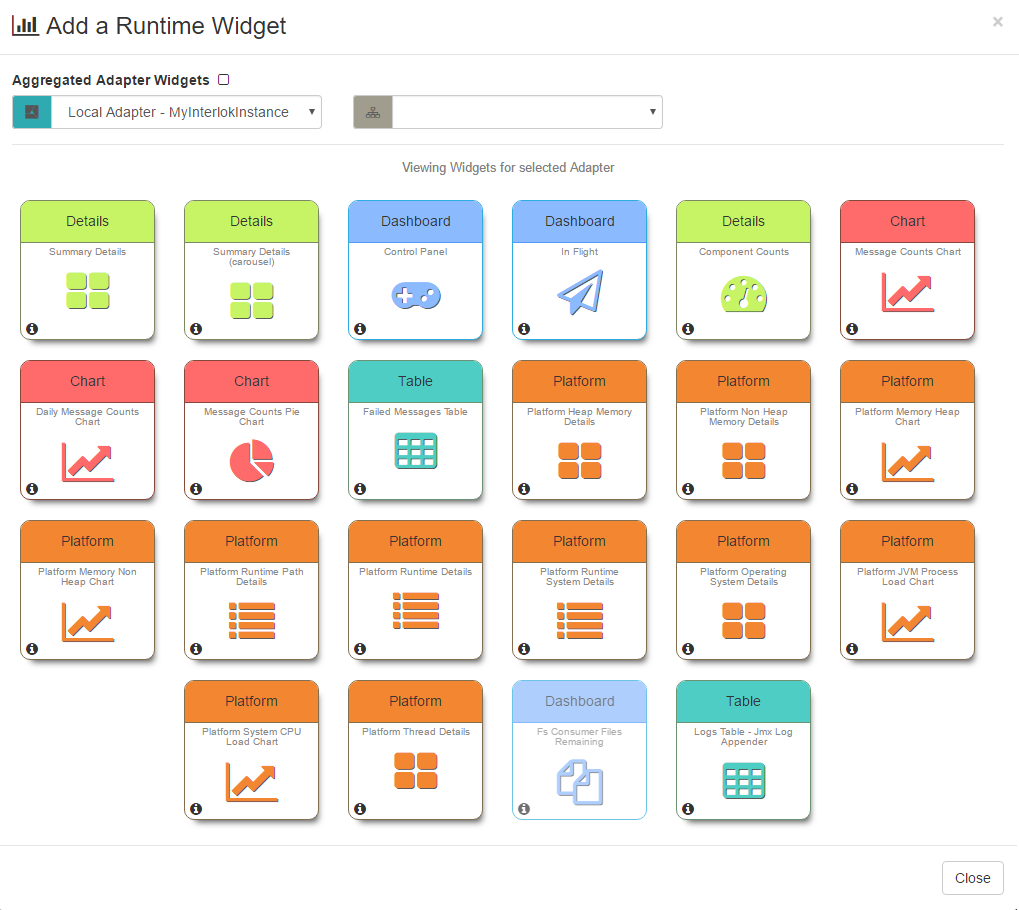 Add a Runtime Widget
×
Aggregated Adapter Widgets
Local Adapter - MyInterlokInstance
Viewing Widgets for selected Adapter
Details
Summary Details
Details
Summary Details
(carousel)
Dashboard
Control Panel
Dashboard
In Flight
Details
Component Counts
Chart
Message Counts Chart
Chart
Daily Message Counts
Chart
Chart
Message Counts Pie
Chart
Table
Failed Messages Table
Platform
Platform Heap Memory
Details
Platform
Platform Non Heap
Memory Details
Platform
Platform Memory Heap
Chart
Platform
Platform Memory Non
Heap Chart
Platform
Platform Runtime Path
Details
Platform
Platform Runtime Details
Platform
Platform Runtime
System Details
Platform
Platform Operating
System Details
Platform
Platform JVM Process
Load Chart
Platform
Platform System CPU
Load Chart
Platform
Platform Thread Details
Dashboard
Fs Consumer Files
Remaining
Table
Logs Table - Jmx Log
Appender
Close